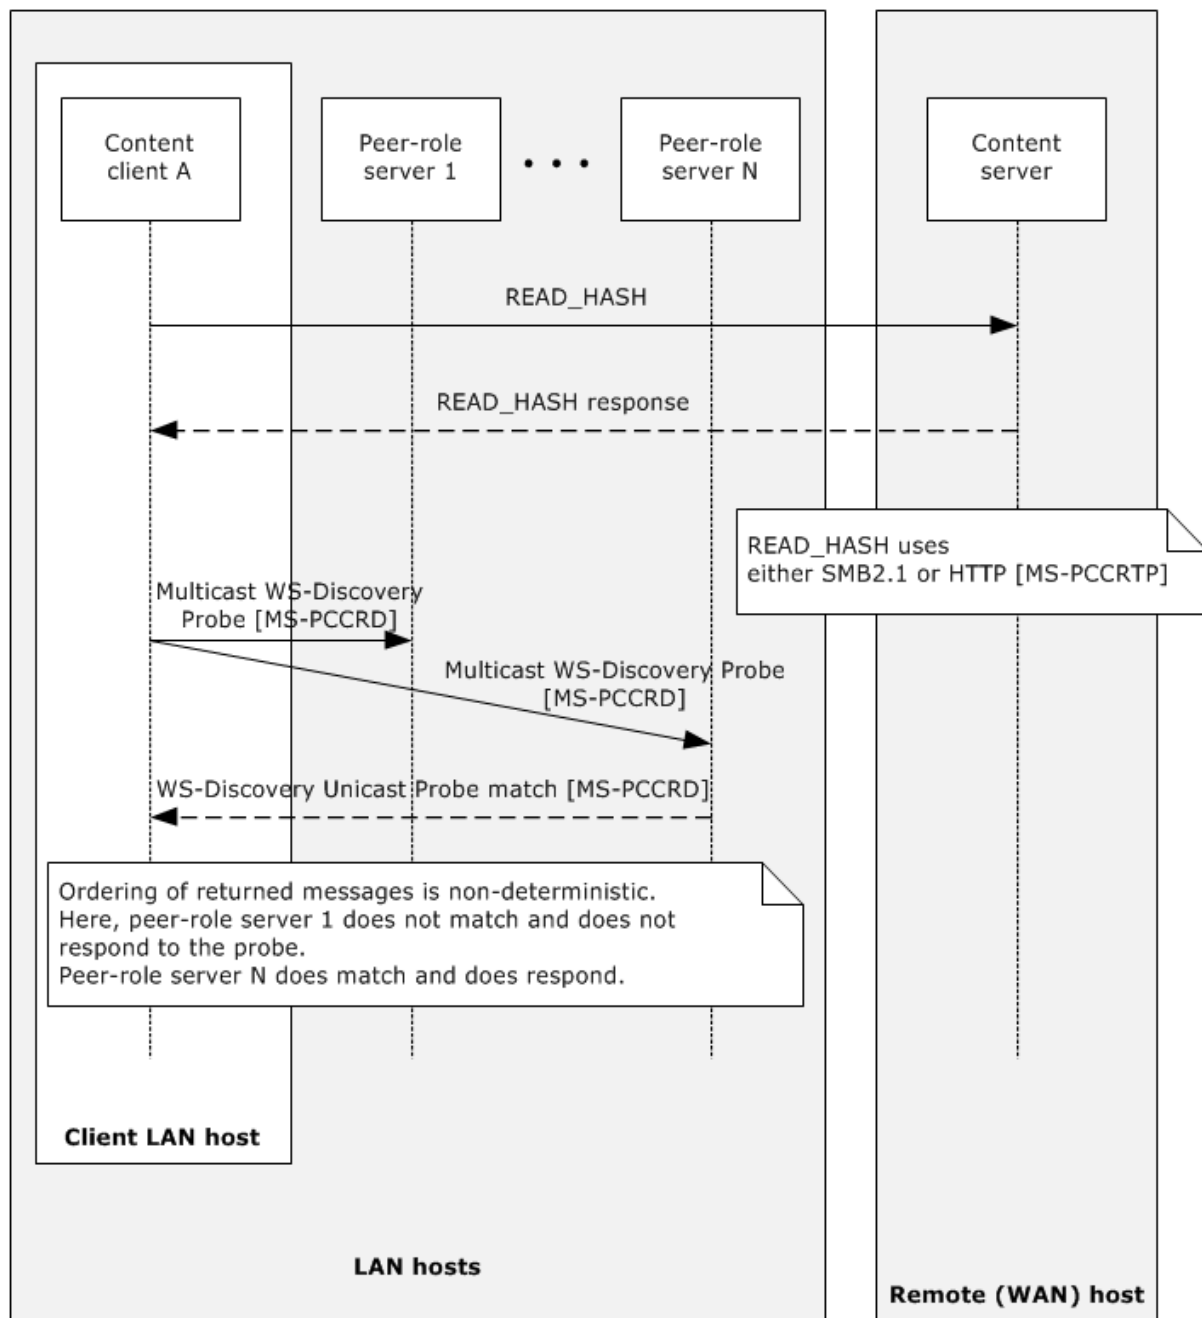 Content
client A
Peer-role
server 1
Peer-role
server N
Content
server
READ_HASH
READ_HASH response
READ_HASH uses
either SMB2.1 or HTTP [MS-PCCRTP]
Multicast WS-Discovery
Probe [MS-PCCRD]
Multicast WS-Discovery Probe
[MS-PCCRD]
WS-Discovery Unicast Probe match [MS-PCCRD]
Ordering of returned messages is non-deterministic.
Here, peer-role server 1 does not match and does not
respond to the probe.
Peer-role server N does match and does respond.
Client LAN host
LAN hosts
Remote (WAN) host